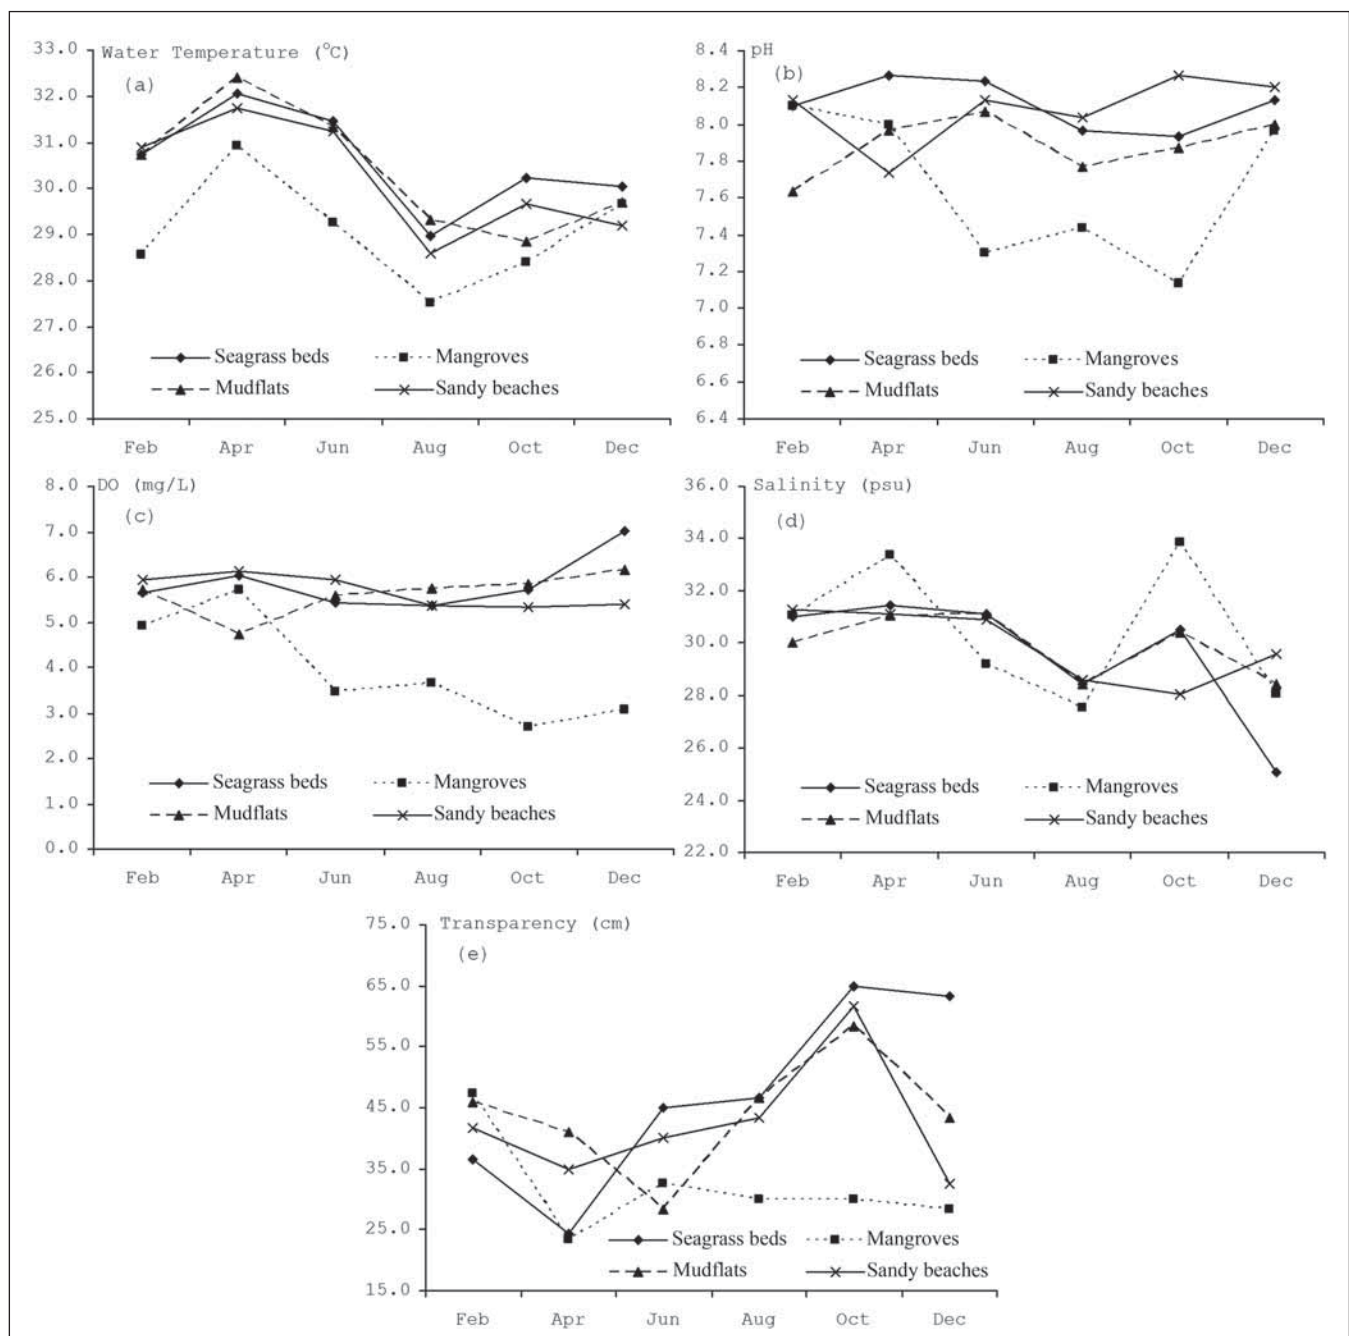 33.0 Water Temperature (°C)
(a)
32.0
31.0
30.0
29.0
28.0
27.0
26.0
25.0
Seagrass beds Mangroves
Mudflats Sandy beaches
Feb Apr Jun Aug Oct Dec
8.4 pH
(b)
8.2
8.0
7.8
7.6
7.4
7.2
7.0
6.8
6.6
6.4
Seagrass beds Mangroves
Mudflats Sandy beaches
Feb Apr Jun Aug Oct Dec
8.0 DO (mg/L)
(c)
7.0
6.0
5.0
4.0
3.0
2.0
1.0
0.0
Seagrass beds Mangroves
Mudflats Sandy beaches
Feb Apr Jun Aug Oct Dec
36.0 Salinity (psu)
(d)
34.0
32.0
30.0
28.0
26.0
24.0
22.0
Seagrass beds Mangroves
Mudflats Sandy beaches
Feb Apr Jun Aug Oct Dec
75.0 Transparency (cm)
(e)
65.0
55.0
45.0
35.0
25.0
15.0
Seagrass beds Mangroves
Mudflats Sandy beaches
Feb Apr Jun Aug Oct Dec